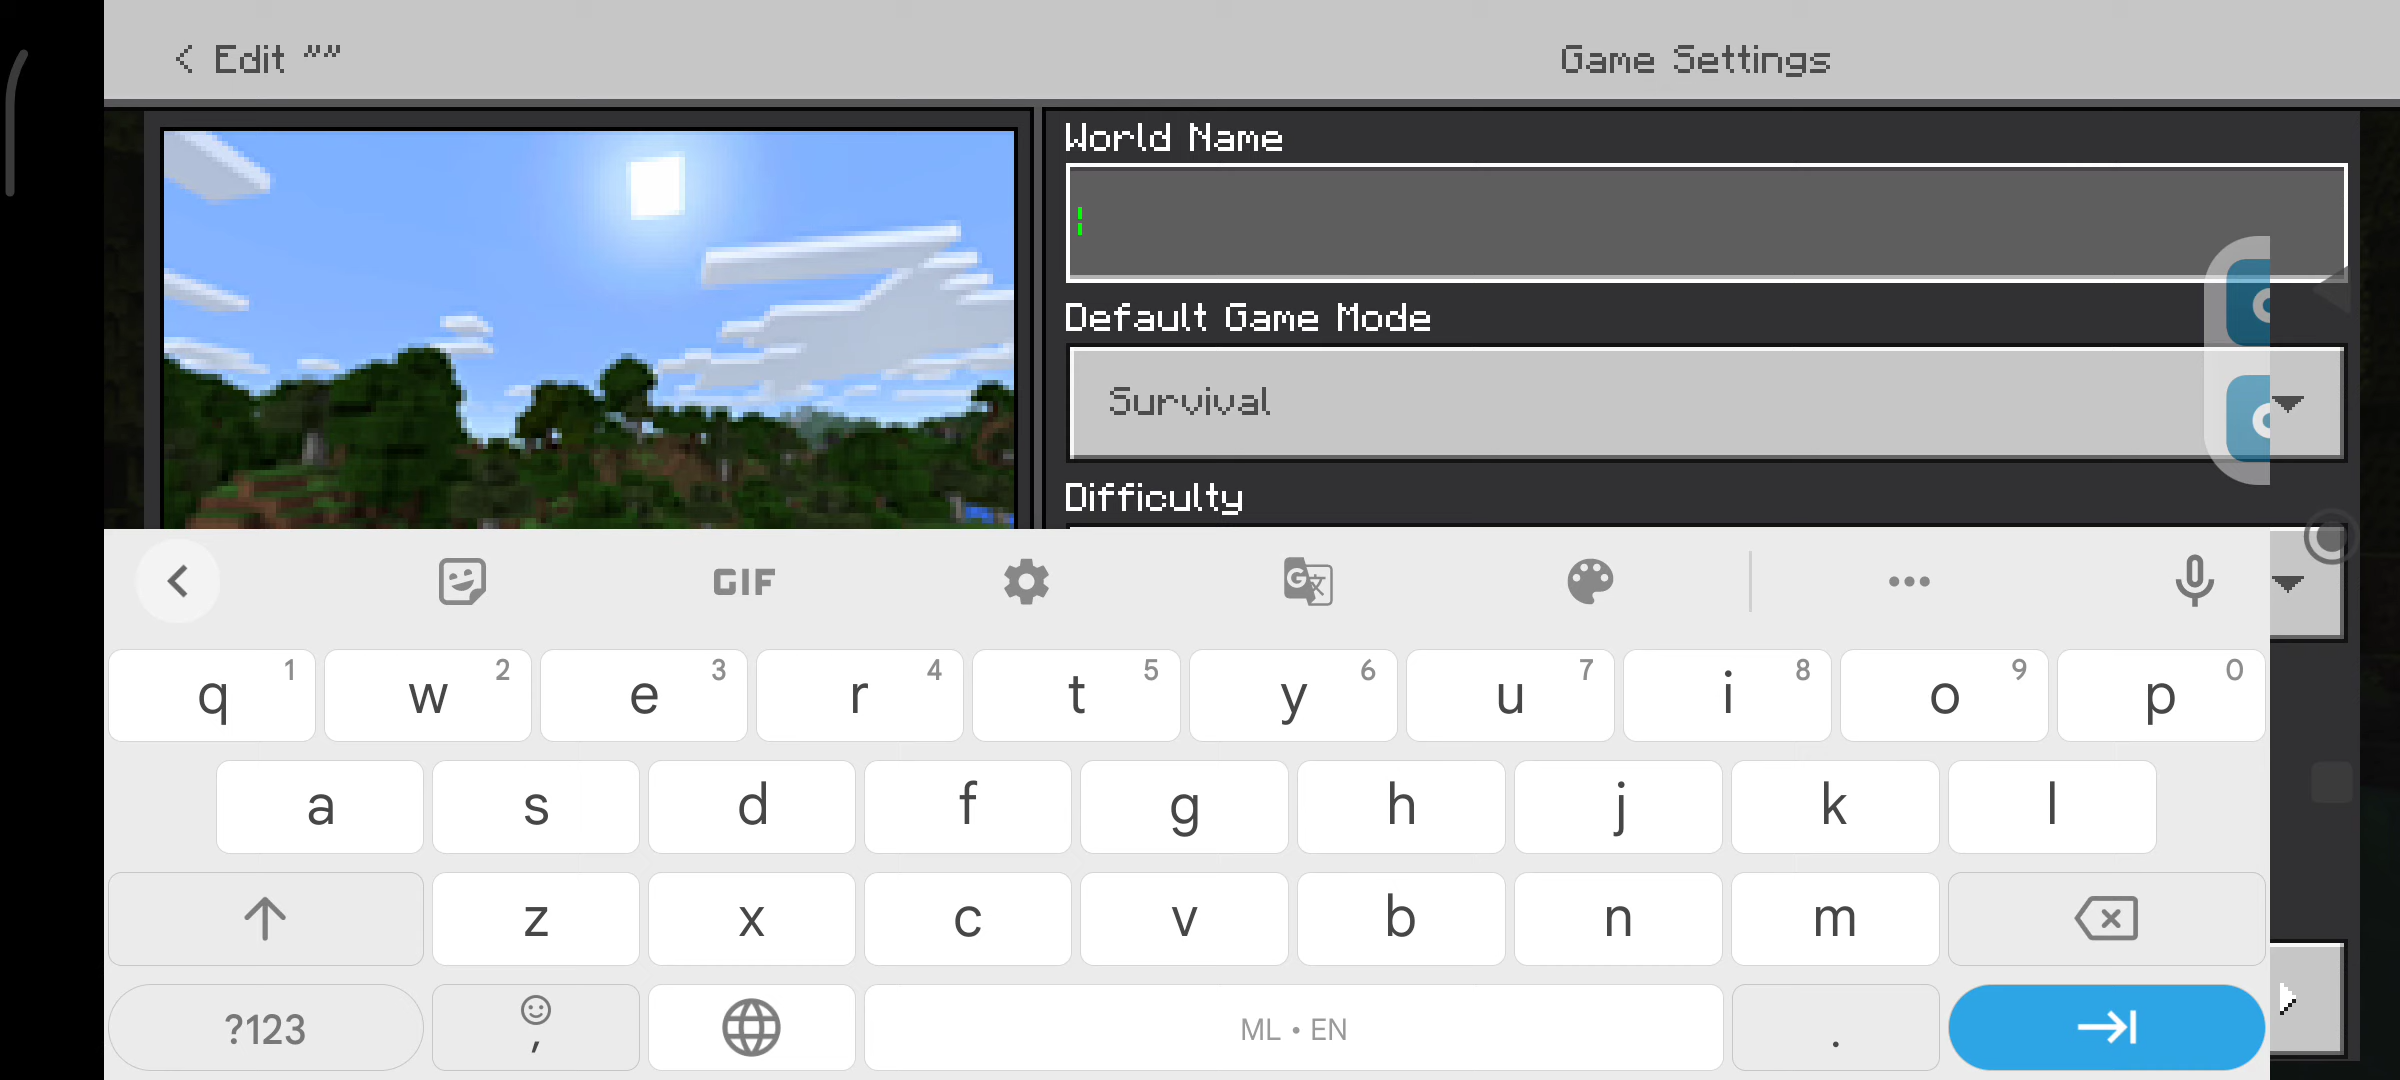 < Edit ""
Game Settings
World Name
Default Game Mode
Survival
Difficulty
GIF
q 1 w 2 e 3 r 4 t 5 y 6 u 7 i 8 o 9 p 0
a s d f g h j k l
z x c v b n m
?123 , ML • EN .